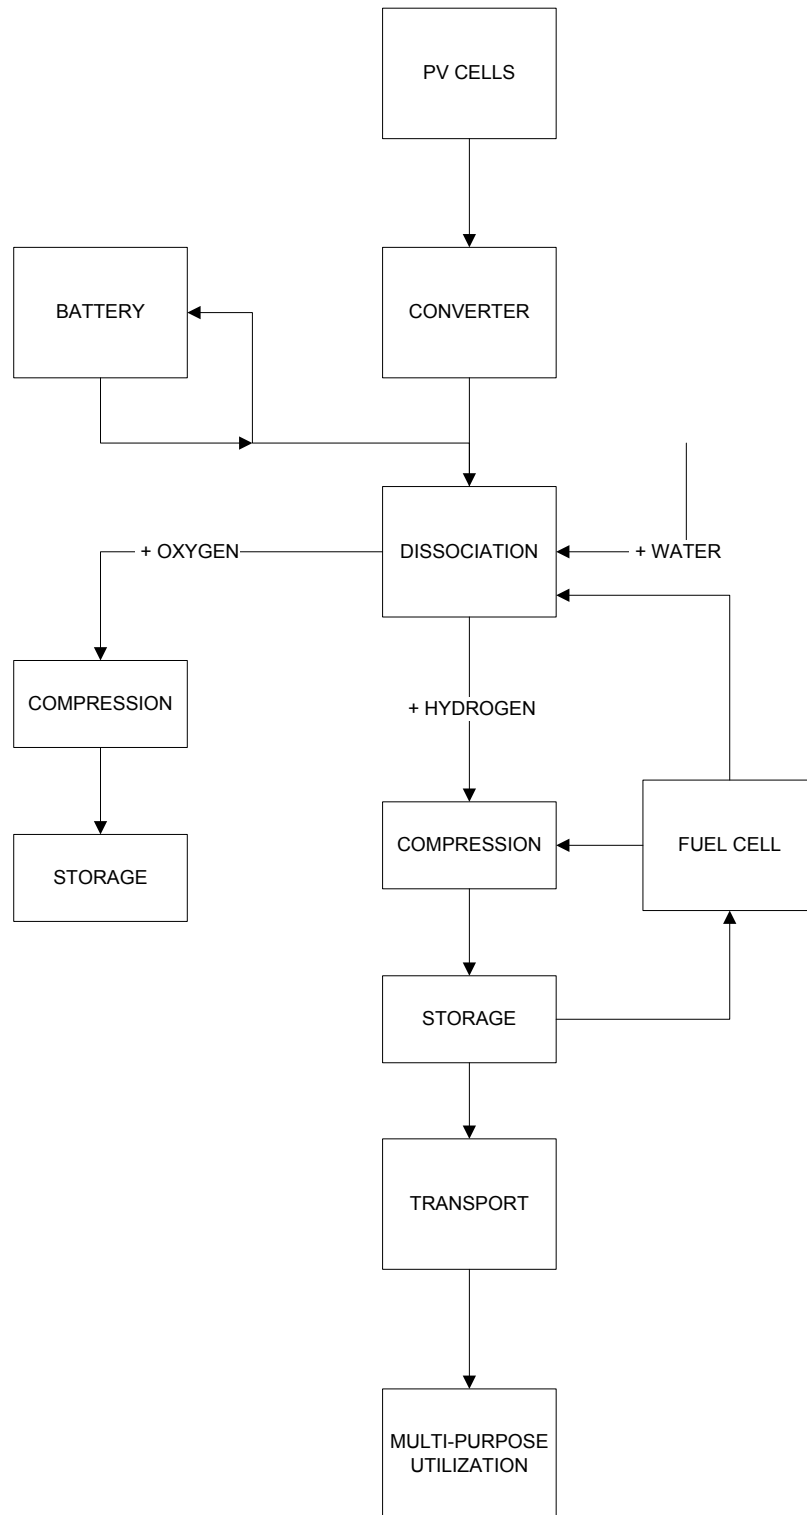 PV CELLS
BATTERY
CONVERTER
+ OXYGEN
DISSOCIATION
+ WATER
COMPRESSION
+ HYDROGEN
COMPRESSION
FUEL CELL
STORAGE
STORAGE
TRANSPORT
MULTI-PURPOSE
UTILIZATION